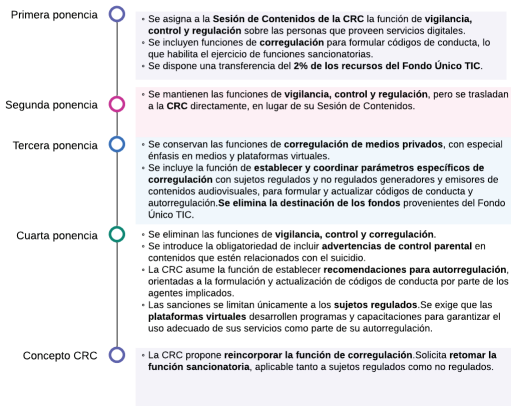 Primera ponencia
◦ Se asigna a la Sesión de Contenidos de la CRC la función de vigilancia,
control y regulación sobre las personas que proveen servicios digitales.
◦ Se incluyen funciones de corregulación para formular códigos de conducta, lo
que habilita el ejercicio de funciones sancionatorias.
◦ Se dispone una transferencia del 2% de los recursos del Fondo Único TIC.
Segunda ponencia
◦ Se mantienen las funciones de vigilancia, control y regulación, pero se trasladan
a la CRC directamente, en lugar de su Sesión de Contenidos.
Tercera ponencia
◦ Se conservan las funciones de corregulación de medios privados, con especial
énfasis en medios y plataformas virtuales.
◦ Se incluye la función de establecer y coordinar parámetros específicos de
corregulación con sujetos regulados y no regulados generadores y emisores de
contenidos audiovisuales, para formular y actualizar códigos de conducta y
autorregulación.Se elimina la destinación de los fondos provenientes del Fondo
Único TIC.
Cuarta ponencia
◦ Se eliminan las funciones de vigilancia, control y corregulación.
◦ Se introduce la obligatoriedad de incluir advertencias de control parental en
contenidos que estén relacionados con el suicidio.
◦ La CRC asume la función de establecer recomendaciones para autorregulación,
orientadas a la formulación y actualización de códigos de conducta por parte de los
agentes implicados.
◦ Las sanciones se limitan únicamente a los sujetos regulados.Se exige que las
plataformas virtuales desarrollen programas y capacitaciones para garantizar el
uso adecuado de sus servicios como parte de su autorregulación.
Concepto CRC
◦ La CRC propone reincorporar la función de corregulación.Solicita retomar la
función sancionatoria, aplicable tanto a sujetos regulados como no regulados.